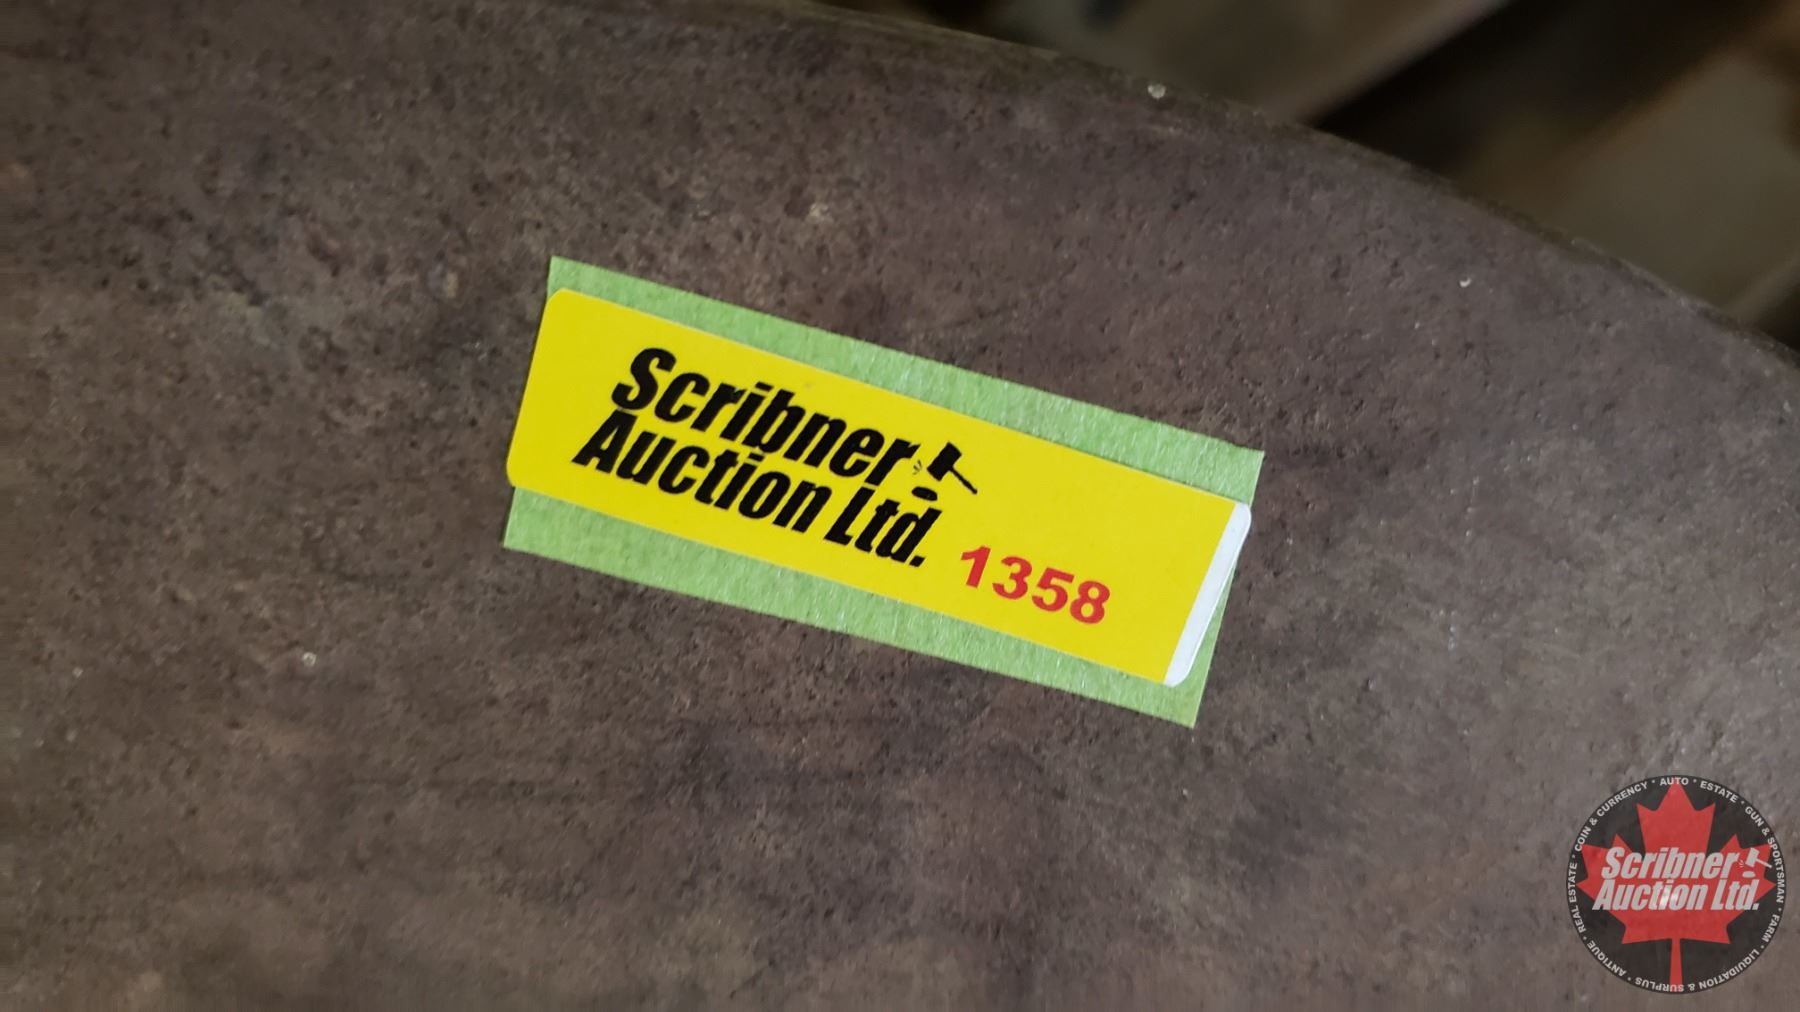 Scribner
Auction Ltd.
1358
COIN & CURRENCY • AUTO • ESTATE • GUN & SPORTSMAN • FARM • LIQUIDATION & SURPLUS • ANTIQUE • REAL ESTATE •
Scribner
Auction Ltd.